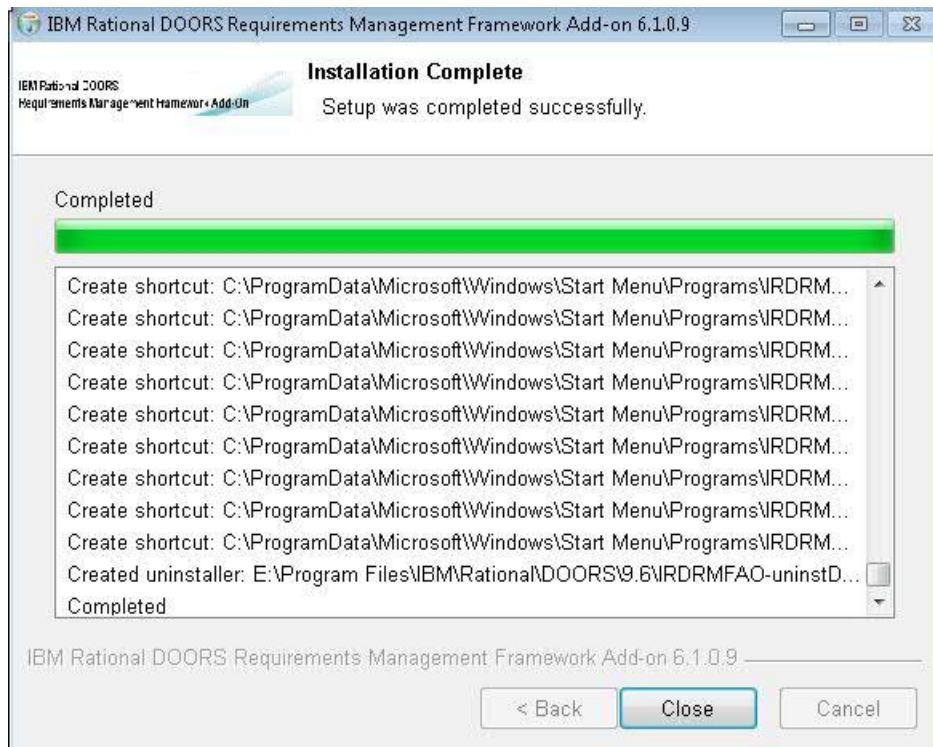 IBM Rational DOORS Requirements Management Framework Add-on 6.1.0.9
IBM Rational DOORS
Requirements Management Framework Add-On
Installation Complete
Setup was completed successfully.
Completed
Create shortcut: C:\ProgramData\Microsoft\Windows\Start Menu\Programs\IRDRM...
Create shortcut: C:\ProgramData\Microsoft\Windows\Start Menu\Programs\IRDRM...
Create shortcut: C:\ProgramData\Microsoft\Windows\Start Menu\Programs\IRDRM...
Create shortcut: C:\ProgramData\Microsoft\Windows\Start Menu\Programs\IRDRM...
Create shortcut: C:\ProgramData\Microsoft\Windows\Start Menu\Programs\IRDRM...
Create shortcut: C:\ProgramData\Microsoft\Windows\Start Menu\Programs\IRDRM...
Create shortcut: C:\ProgramData\Microsoft\Windows\Start Menu\Programs\IRDRM...
Create shortcut: C:\ProgramData\Microsoft\Windows\Start Menu\Programs\IRDRM...
Create shortcut: C:\ProgramData\Microsoft\Windows\Start Menu\Programs\IRDRM...
Created uninstaller: E:\Program Files\IBM\Rational\DOORS\9.6\IRDRMFAO-uninstD...
Completed
IBM Rational DOORS Requirements Management Framework Add-on 6.1.0.9
< Back Close Cancel